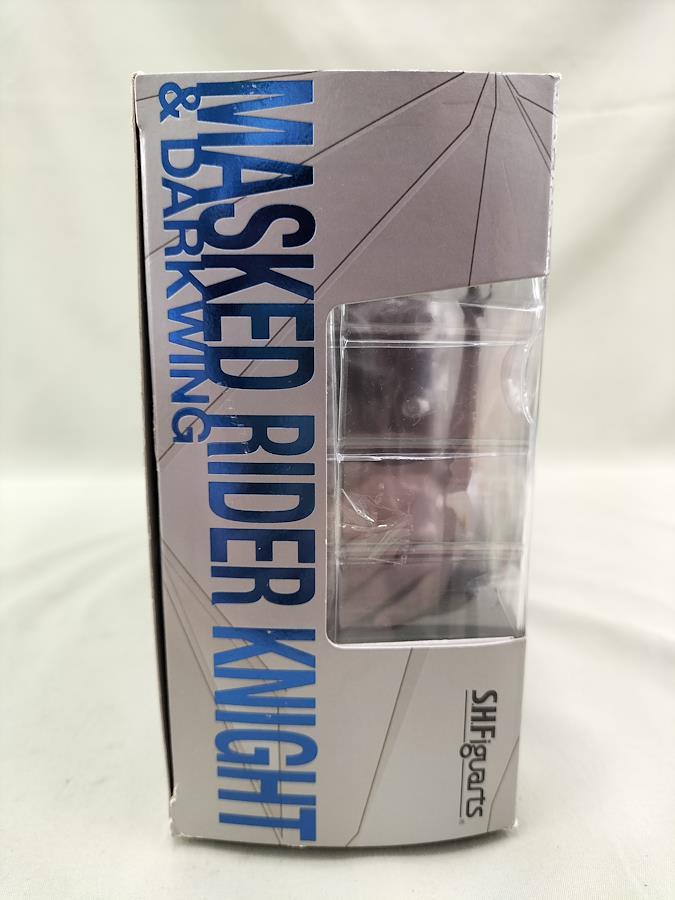 MASKED RIDER KNIGHT
& DARKWING
S.H.Figuarts®